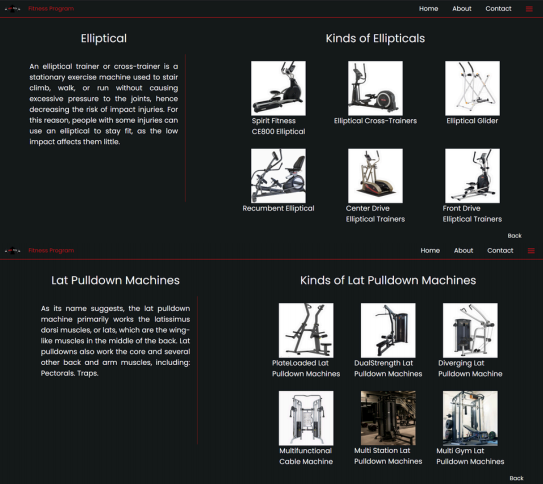 Fitness Program
Home About Contact
Elliptical
An elliptical trainer or cross-trainer is a
stationary exercise machine used to stair
climb, walk, or run without causing
excessive pressure to the joints, hence
decreasing the risk of impact injuries. For
this reason, people with some injuries can
use an elliptical to stay fit, as the low
impact affects them little.
Kinds of Ellipticals
Spirit Fitness
CE800 Elliptical
Elliptical Cross-Trainers
Elliptical Glider
Recumbent Elliptical
Center Drive
Elliptical Trainers
Front Drive
Elliptical Trainers
Back
Fitness Program
Home About Contact
Lat Pulldown Machines
As its name suggests, the lat pulldown
machine primarily works the latissimus
dorsi muscles, or lats, which are the wing-
like muscles in the middle of the back. Lat
pulldowns also work the core and several
other back and arm muscles, including:
Pectorals. Traps.
Kinds of Lat Pulldown Machines
PlateLoaded Lat
Pulldown Machines
DualStrength Lat
Pulldown Machines
Diverging Lat
Pulldown Machine
Multifunctional
Cable Machine
Multi Station Lat
Pulldown Machines
Multi Gym Lat
Pulldown Machines
Back